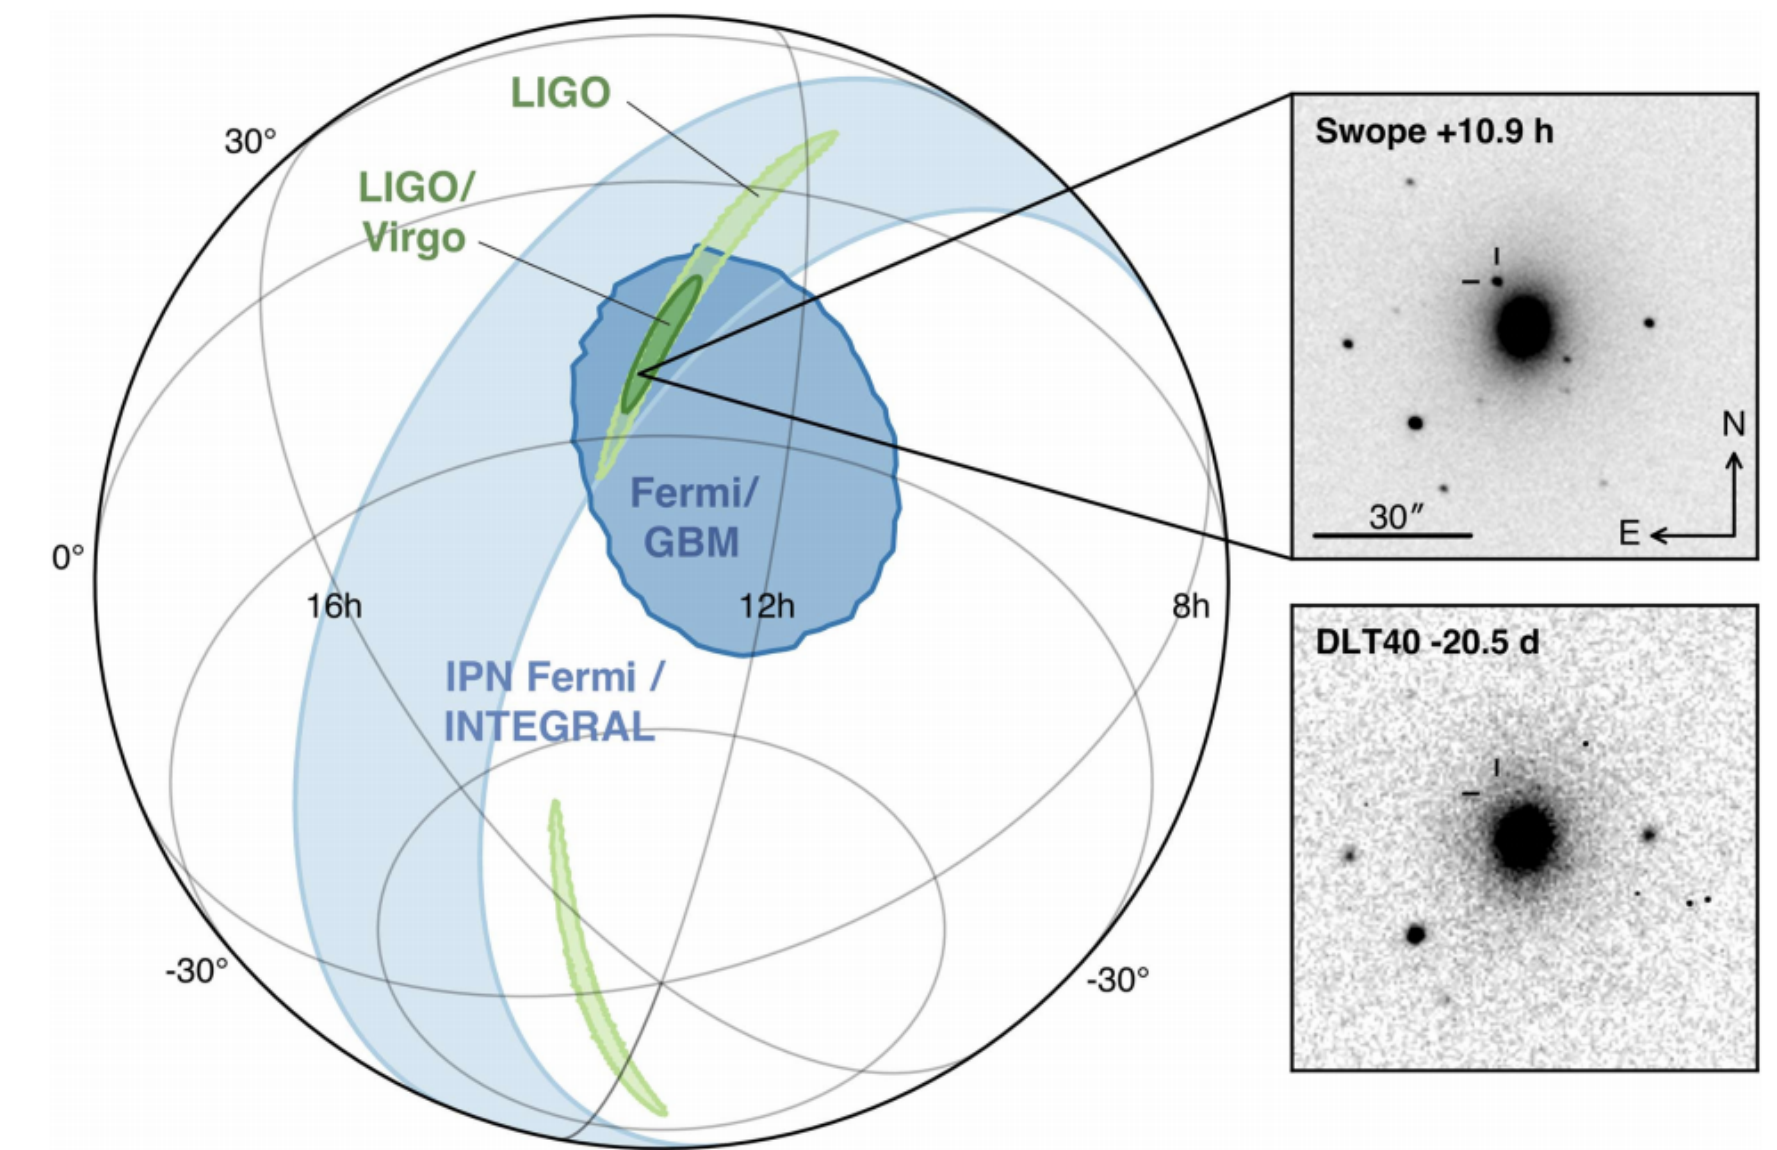 LIGO
30°
LIGO/
Virgo
Fermi/
GBM
0°
16h
12h
8h
IPN Fermi /
INTEGRAL
-30°
-30°
Swope +10.9 h
N
30″
E
DLT40 -20.5 d